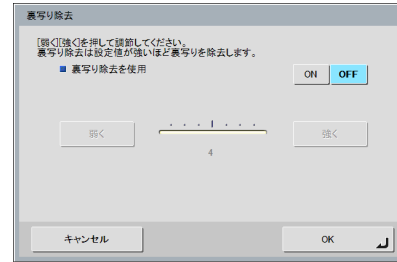 裏写り除去
[弱く][強く]を押して調節してください。
裏写り除去は設定値が強いほど裏写りを除去します。
■ 裏写り除去を使用
ON OFF
弱く
4
強く
キャンセル
OK